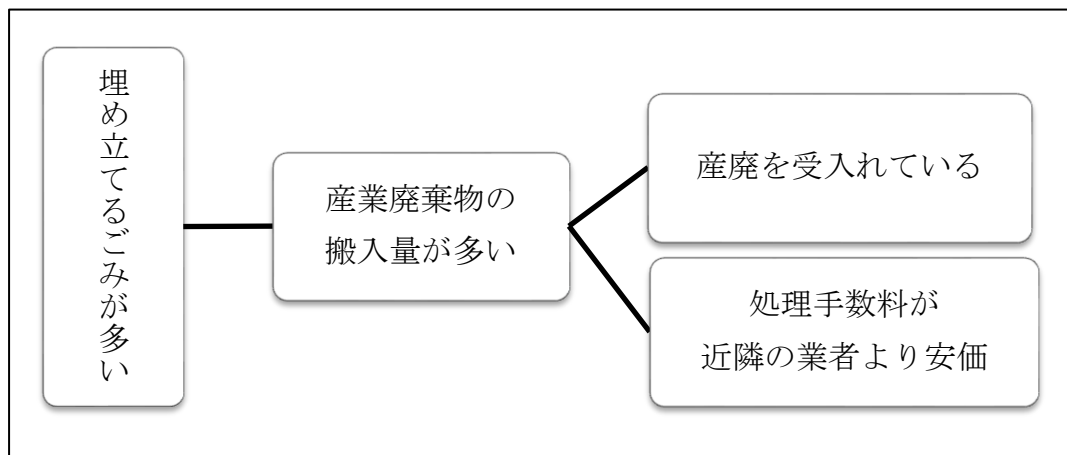 埋め立てるごみが多い
産業廃棄物の
搬入量が多い
産廃を受入れている
処理手数料が
近隣の業者より安価